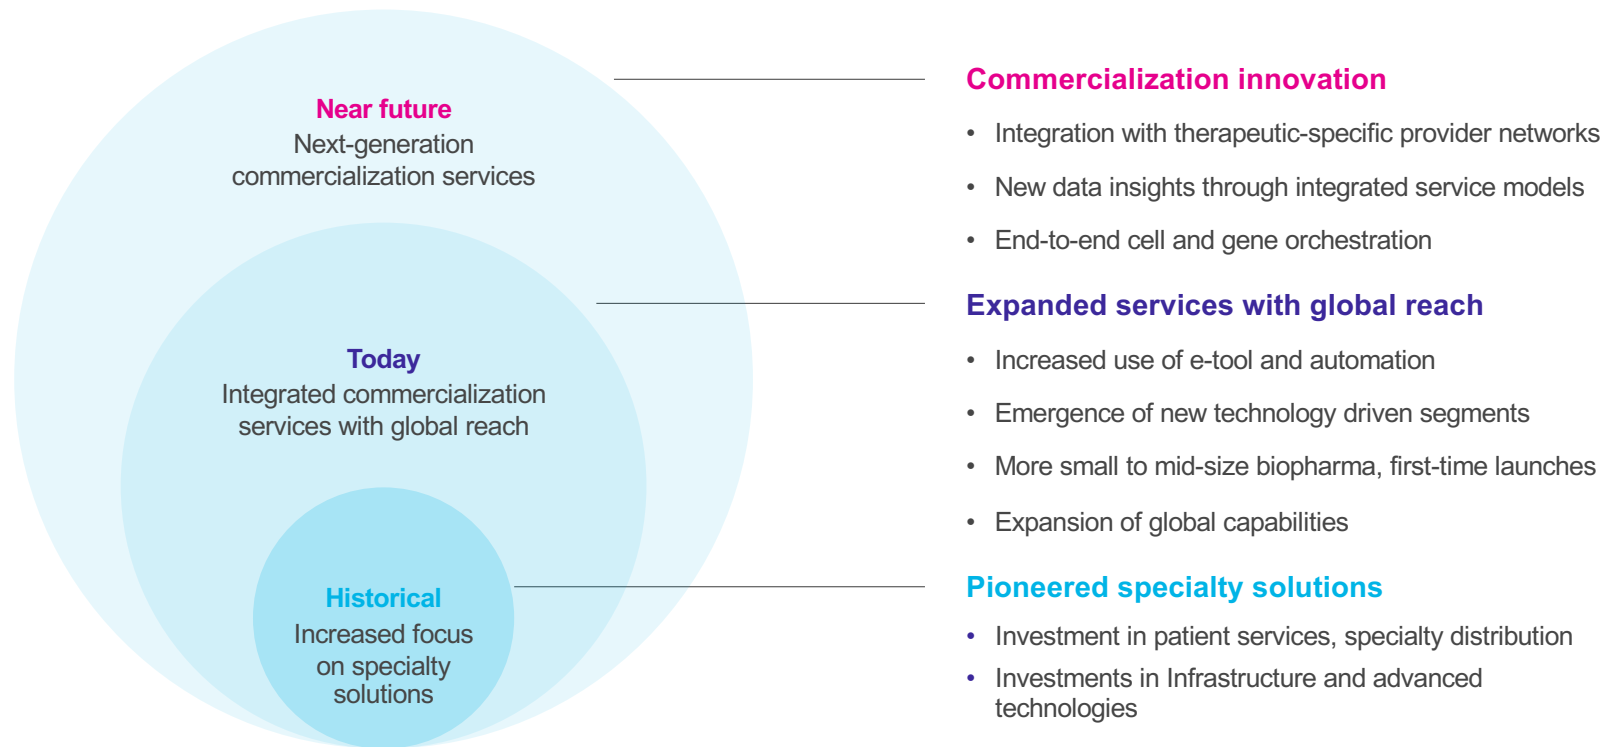 Near future
Next-generation
commercialization services
Today
Integrated commercialization
services with global reach
Historical
Increased focus
on specialty
solutions
Commercialization innovation
• Integration with therapeutic-specific provider networks
• New data insights through integrated service models
• End-to-end cell and gene orchestration
Expanded services with global reach
• Increased use of e-tool and automation
• Emergence of new technology driven segments
• More small to mid-size biopharma, first-time launches
• Expansion of global capabilities
Pioneered specialty solutions
• Investment in patient services, specialty distribution
• Investments in Infrastructure and advanced
technologies